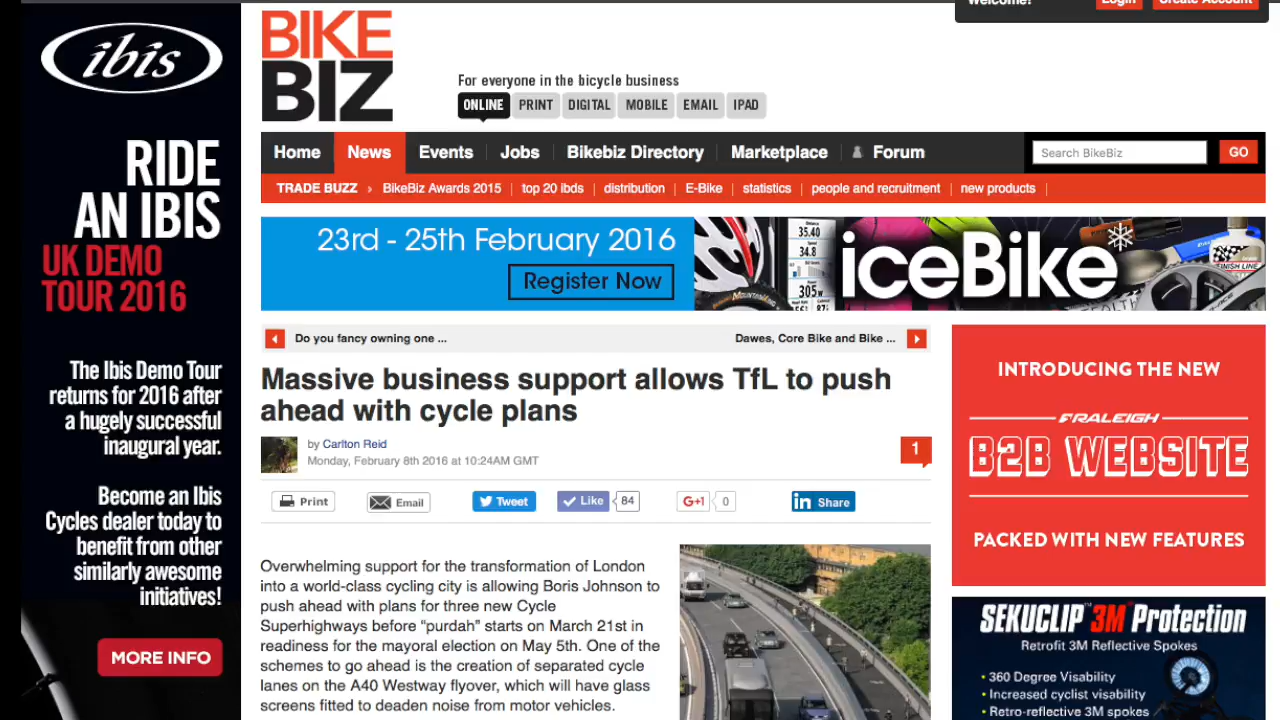 Welcome!
Login
Create Account
ibis
RIDE
AN IBIS
UK DEMO
TOUR 2016
The Ibis Demo Tour
returns for 2016 after
a hugely successful
inaugural year.
Become an Ibis
Cycles dealer today to
benefit from other
similarly awesome
initiatives!
MORE INFO
BIKE
BIZ
For everyone in the bicycle business
ONLINE PRINT DIGITAL MOBILE EMAIL IPAD
Home News Events Jobs Bikebiz Directory Marketplace Forum
Search BikeBiz GO
TRADE BUZZ › BikeBiz Awards 2015 | top 20 ibds | distribution | E-Bike | statistics | people and recruitment | new products |
23rd - 25th February 2016
Register Now
35.40
34.8
305w
iceBike
FINISH LINE
Do you fancy owning one ...
Dawes, Core Bike and Bike ...
Massive business support allows TfL to push
ahead with cycle plans
by Carlton Reid
Monday, February 8th 2016 at 10:24AM GMT
1
Print Email Tweet Like 84 G+1 0 in Share
Overwhelming support for the transformation of London
into a world-class cycling city is allowing Boris Johnson to
push ahead with plans for three new Cycle
Superhighways before “purdah” starts on March 21st in
readiness for the mayoral election on May 5th. One of the
schemes to go ahead is the creation of separated cycle
lanes on the A40 Westway flyover, which will have glass
screens fitted to deaden noise from motor vehicles.
INTRODUCING THE NEW
RALEIGH
B2B WEBSITE
PACKED WITH NEW FEATURES
SEKUCLIP 3M Protection
Retrofit 3M Reflective Spokes
• 360 Degree Visability
• Increased cyclist visability
• Retro-reflective 3M spokes